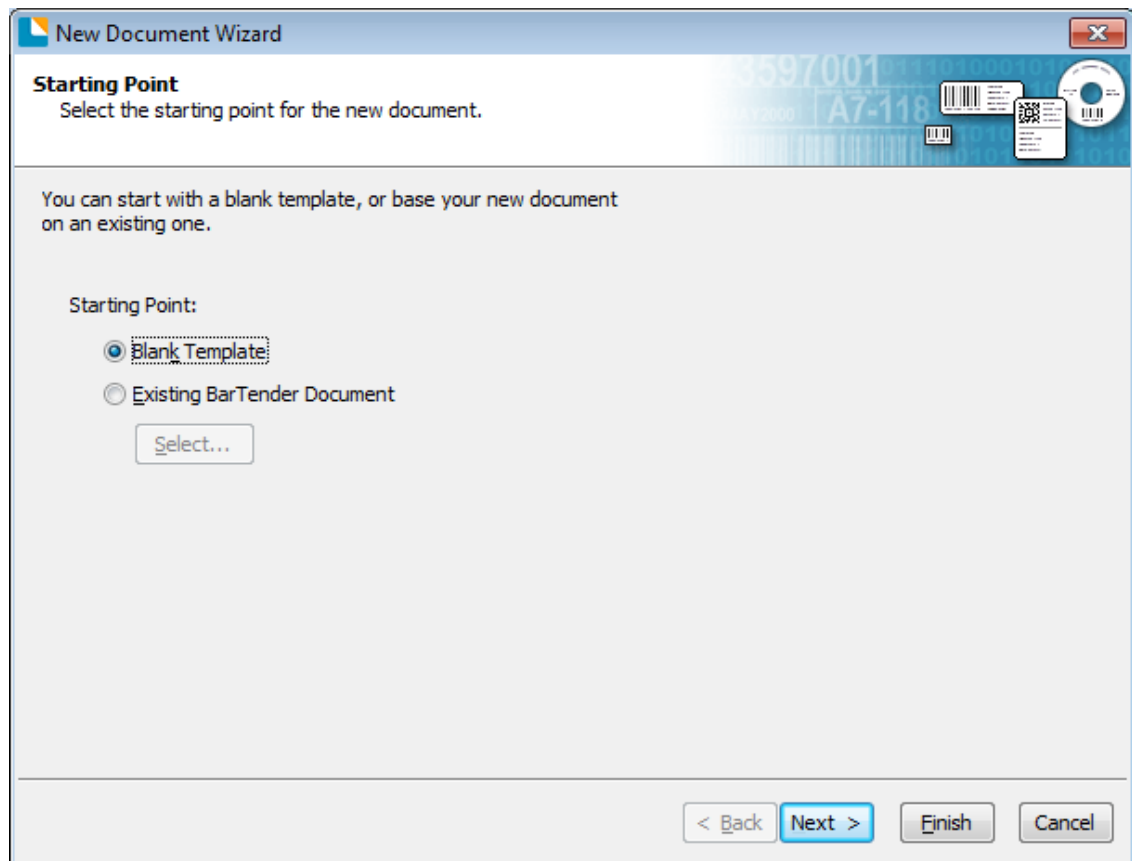 New Document Wizard
Starting Point
Select the starting point for the new document.
3597001
A7-118
You can start with a blank template, or base your new document
on an existing one.
Starting Point:
Blank Template
Existing BarTender Document
Select...
< Back
Next >
Finish
Cancel